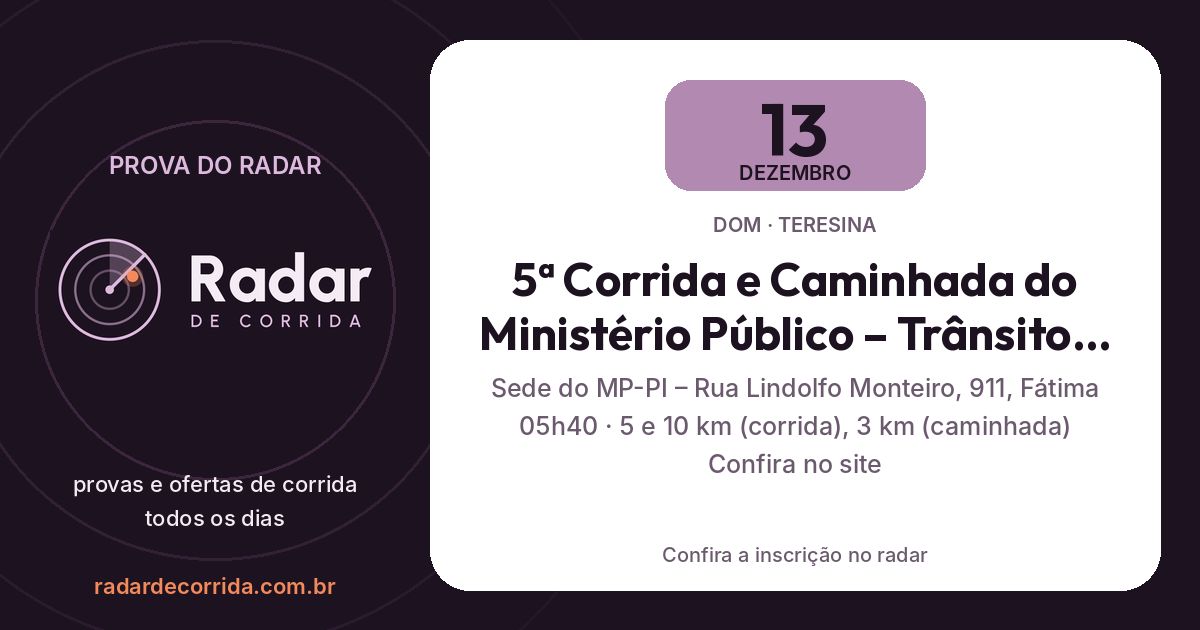 PROVA DO RADAR
Radar
DE CORRIDA
provas e ofertas de corrida
todos os dias
radardecorrida.com.br
13
DEZEMBRO
DOM · TERESINA
5ª Corrida e Caminhada do
Ministério Público – Trânsito...
Sede do MP-PI – Rua Lindolfo Monteiro, 911, Fátima
05h40 · 5 e 10 km (corrida), 3 km (caminhada)
Confira no site
Confira a inscrição no radar